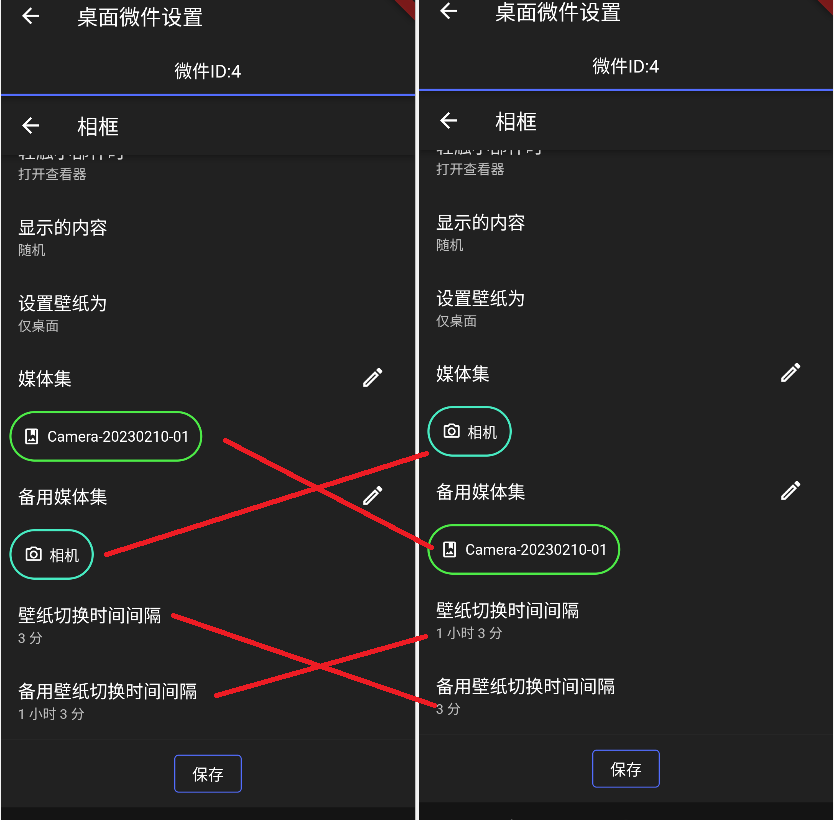 桌面微件设置
微件ID:4
相框
打开查看器
显示的内容
随机
设置壁纸为
仅桌面
媒体集
Camera-20230210-01
备用媒体集
相机
壁纸切换时间间隔
3 分
备用壁纸切换时间间隔
1 小时 3 分
保存
桌面微件设置
微件ID:4
相框
打开查看器
显示的内容
随机
设置壁纸为
仅桌面
媒体集
相机
备用媒体集
Camera-20230210-01
壁纸切换时间间隔
1 小时 3 分
备用壁纸切换时间间隔
3 分
保存